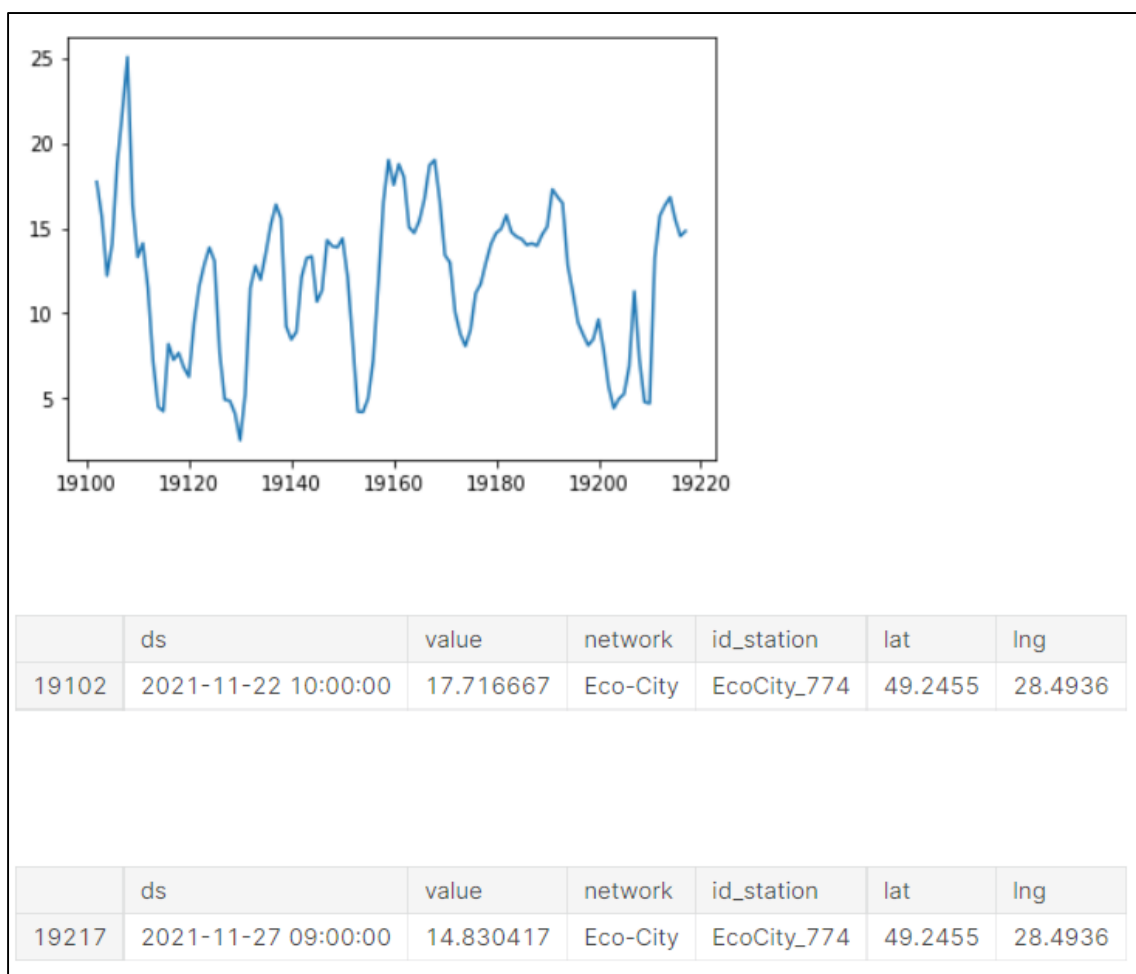 25
20
15
10
5
19100 19120 19140 19160 19180 19200 19220
ds value network id_station lat lng
19102 2021-11-22 10:00:00 17.716667 Eco-City EcoCity_774 49.2455 28.4936
ds value network id_station lat lng
19217 2021-11-27 09:00:00 14.830417 Eco-City EcoCity_774 49.2455 28.4936